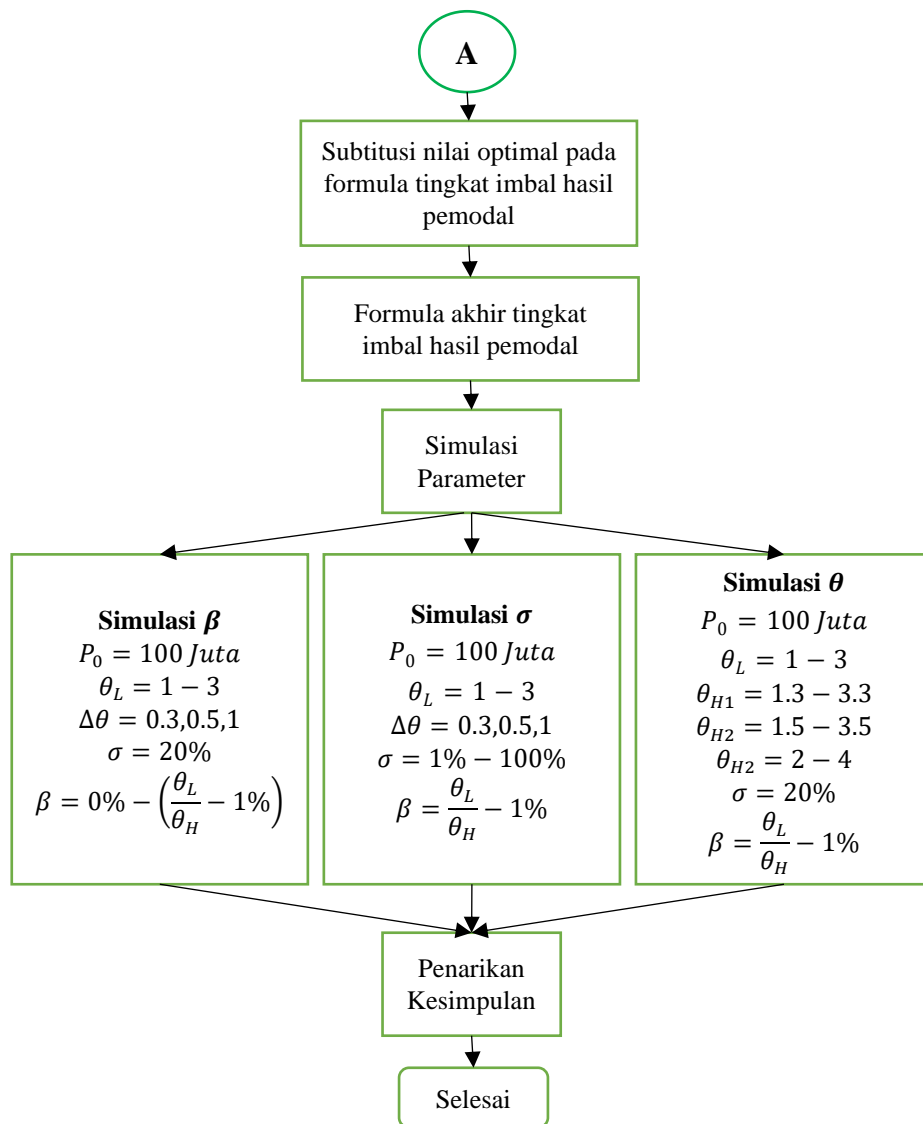 A
Subtitusi nilai optimal pada
formula tingkat imbal hasil
pemodal
Formula akhir tingkat
imbal hasil pemodal
Simulasi
Parameter
Simulasi β
P₀ = 100 Juta
θ_L = 1 − 3
Δθ = 0.3,0.5,1
σ = 20%
β = 0% − (θ_L/θ_H − 1%)
Simulasi σ
P₀ = 100 Juta
θ_L = 1 − 3
Δθ = 0.3,0.5,1
σ = 1% − 100%
β = θ_L/θ_H − 1%
Simulasi θ
P₀ = 100 Juta
θ_L = 1 − 3
θ_H1 = 1.3 − 3.3
θ_H2 = 1.5 − 3.5
θ_H2 = 2 − 4
σ = 20%
β = θ_L/θ_H − 1%
Penarikan
Kesimpulan
Selesai